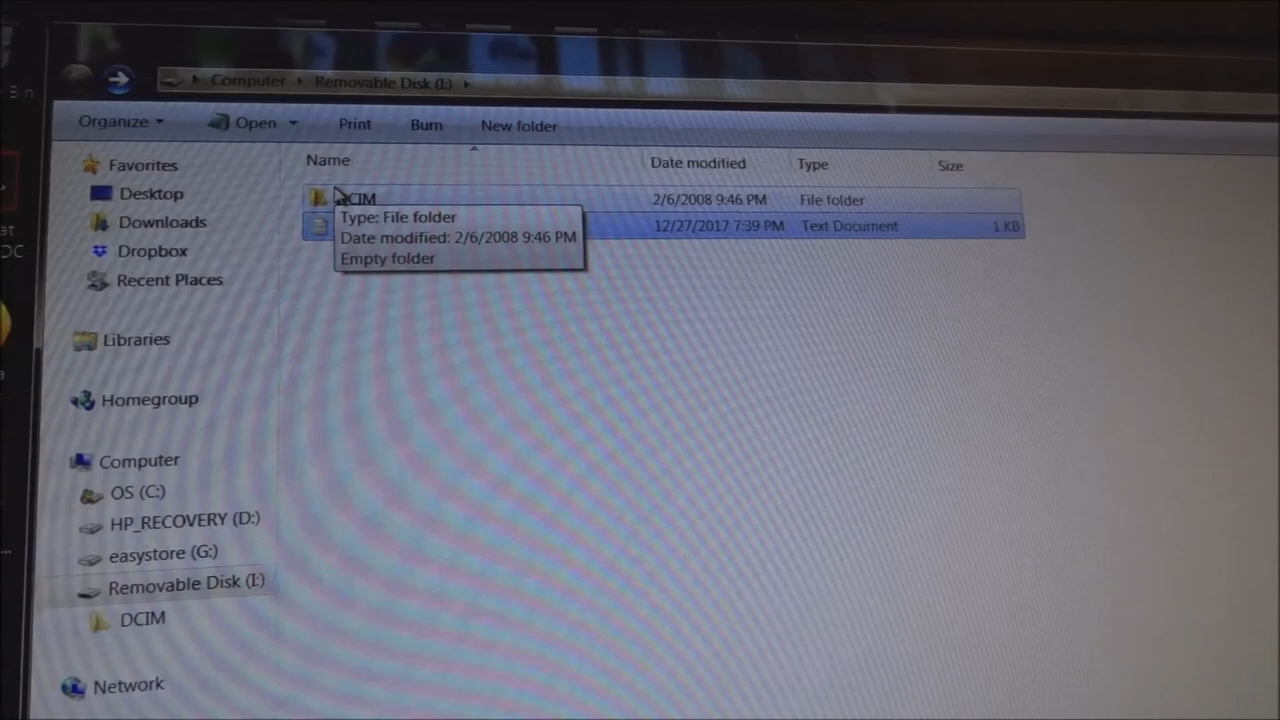 Computer Removable Disk (I:)
Organize Open Print Burn New folder
Name Date modified Type Size
DCIM 2/6/2008 9:46 PM File folder
12/27/2017 7:39 PM Text Document 1 KB
Type: File folder
Date modified: 2/6/2008 9:46 PM
Empty folder
Favorites
Desktop
Downloads
Dropbox
Recent Places
Libraries
Homegroup
Computer
OS (C:)
HP_RECOVERY (D:)
easystore (G:)
Removable Disk (I:)
DCIM
Network